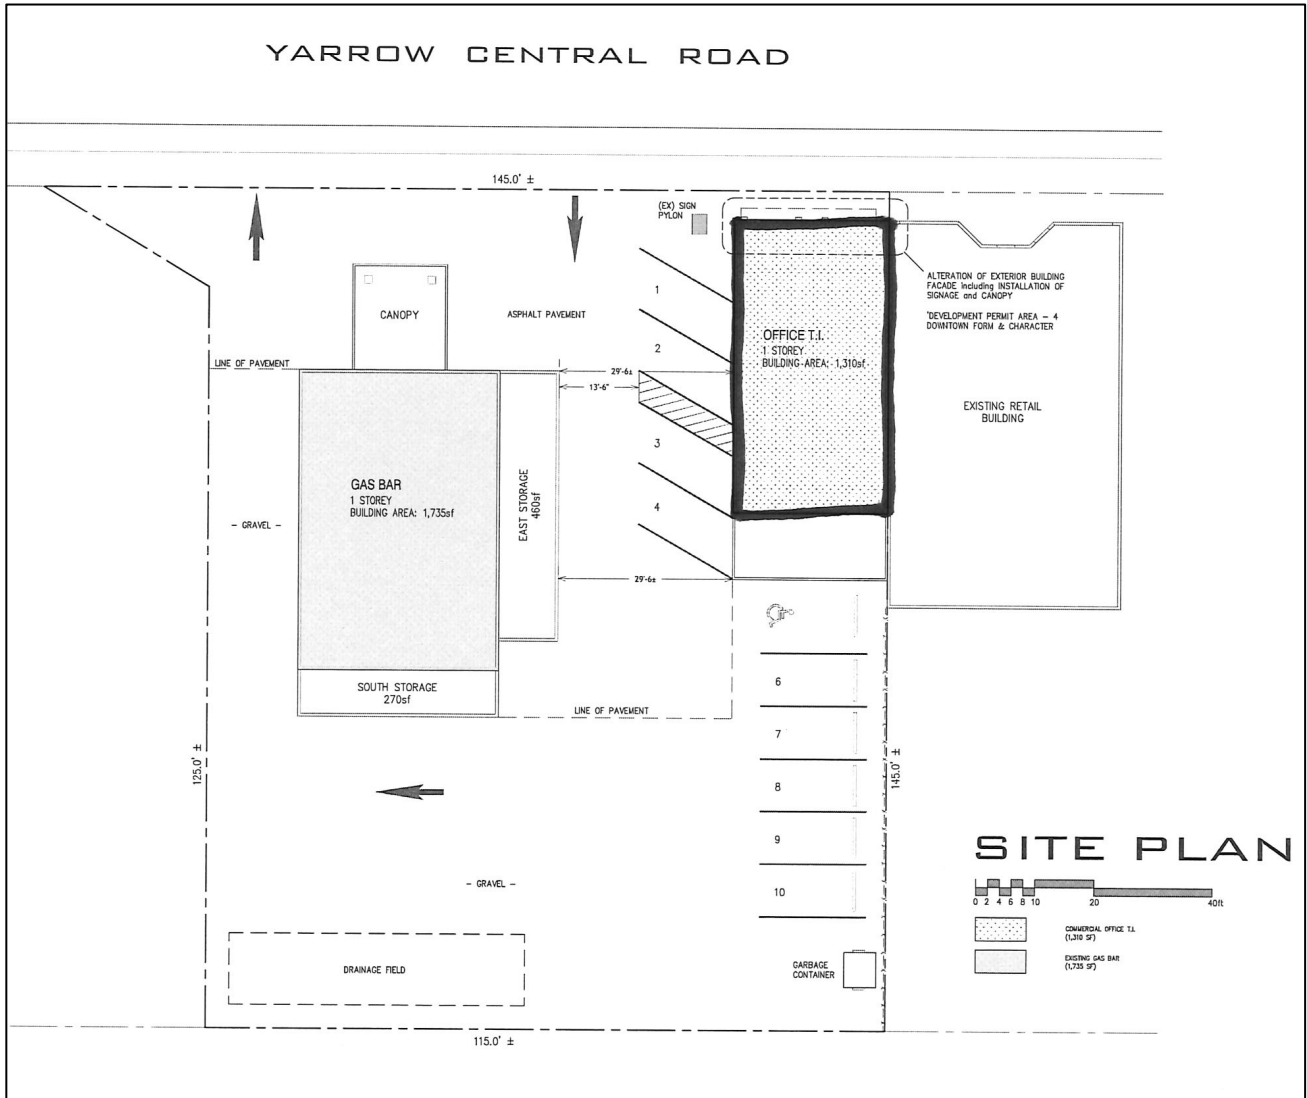 YARROW CENTRAL ROAD
145.0' ±
(EX) SIGN
PYLON
ALTERATION OF EXTERIOR BUILDING
FACADE including INSTALLATION OF
SIGNAGE and CANOPY
*DEVELOPMENT PERMIT AREA - 4
DOWNTOWN FORM & CHARACTER
CANOPY
ASPHALT PAVEMENT
1
2
OFFICE T.I.
1 STOREY
BUILDING AREA: 1,310sf
LINE OF PAVEMENT
29'-6±
13'-6"
EXISTING RETAIL
BUILDING
3
GAS BAR
1 STOREY
BUILDING AREA: 1,735sf
EAST STORAGE
460sf
4
- GRAVEL -
29'-6±
6
SOUTH STORAGE
270sf
LINE OF PAVEMENT
7
125.0' ±
145.0' ±
8
9
10
- GRAVEL -
SITE PLAN
0 2 4 6 8 10 20 40ft
COMMERCIAL OFFICE T.I.
(1,310 SF)
EXISTING GAS BAR
(1,735 SF)
DRAINAGE FIELD
GARBAGE
CONTAINER
115.0' ±